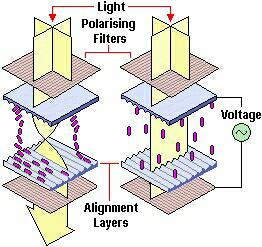 Light
Polarising
Filters
Voltage
Alignment
Layers